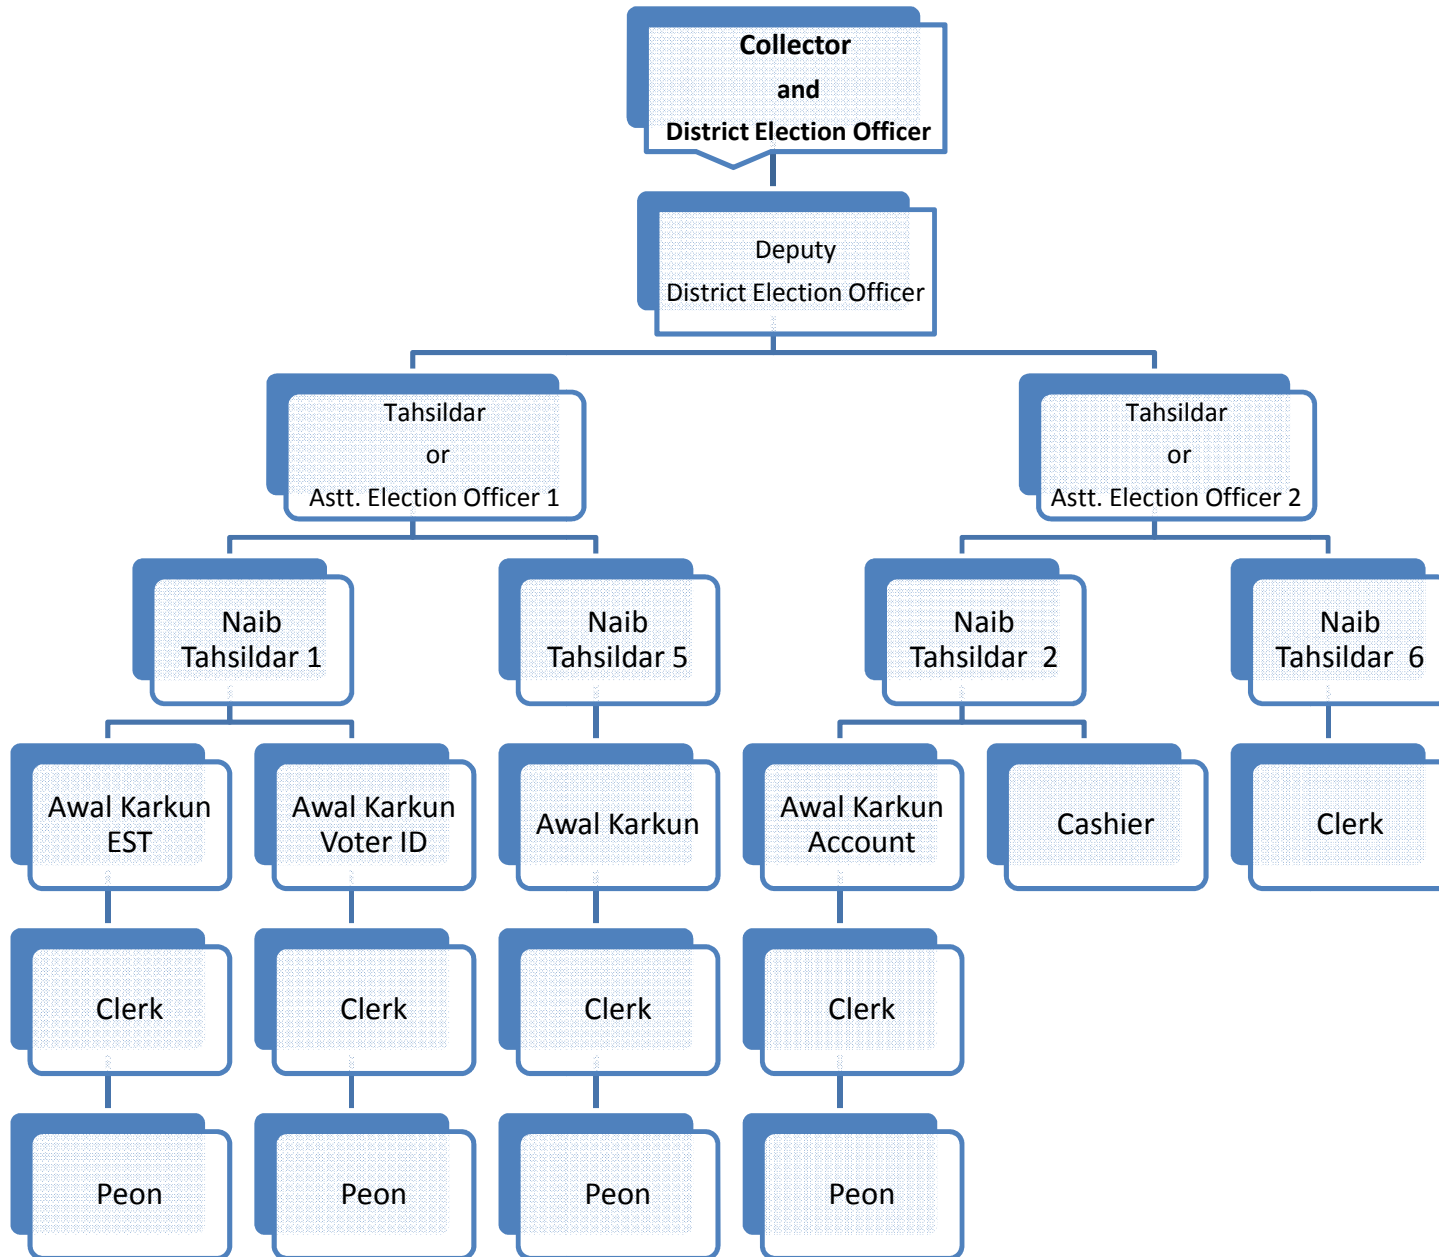 Collector
and
District Election Officer
Deputy
District Election Officer
Tahsildar
or
Astt. Election Officer 1
Tahsildar
or
Astt. Election Officer 2
Naib
Tahsildar 1
Naib
Tahsildar 5
Naib
Tahsildar 2
Naib
Tahsildar 6
Awal Karkun
EST
Awal Karkun
Voter ID
Awal Karkun
Awal Karkun
Account
Cashier
Clerk
Clerk
Clerk
Clerk
Clerk
Peon
Peon
Peon
Peon